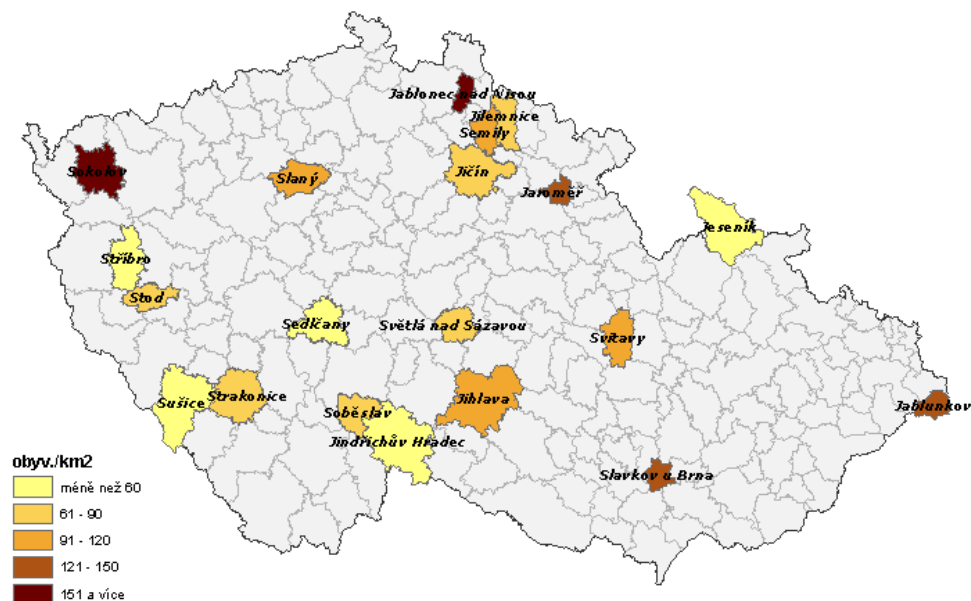 Jablonec nad Nisou
Jilemnice
Semily
Sokolov
Slaný
Jičín
Jaroměř
Jeseník
Stříbro
Stod
Sedlčany
Světlá nad Sázavou
Svitavy
Sušice
Strakonice
Soběslav
Jihlava
Jablunkov
Jindřichův Hradec
Slavkov u Brna
obyv./km2
méně než 60
61 - 90
91 - 120
121 - 150
151 a více